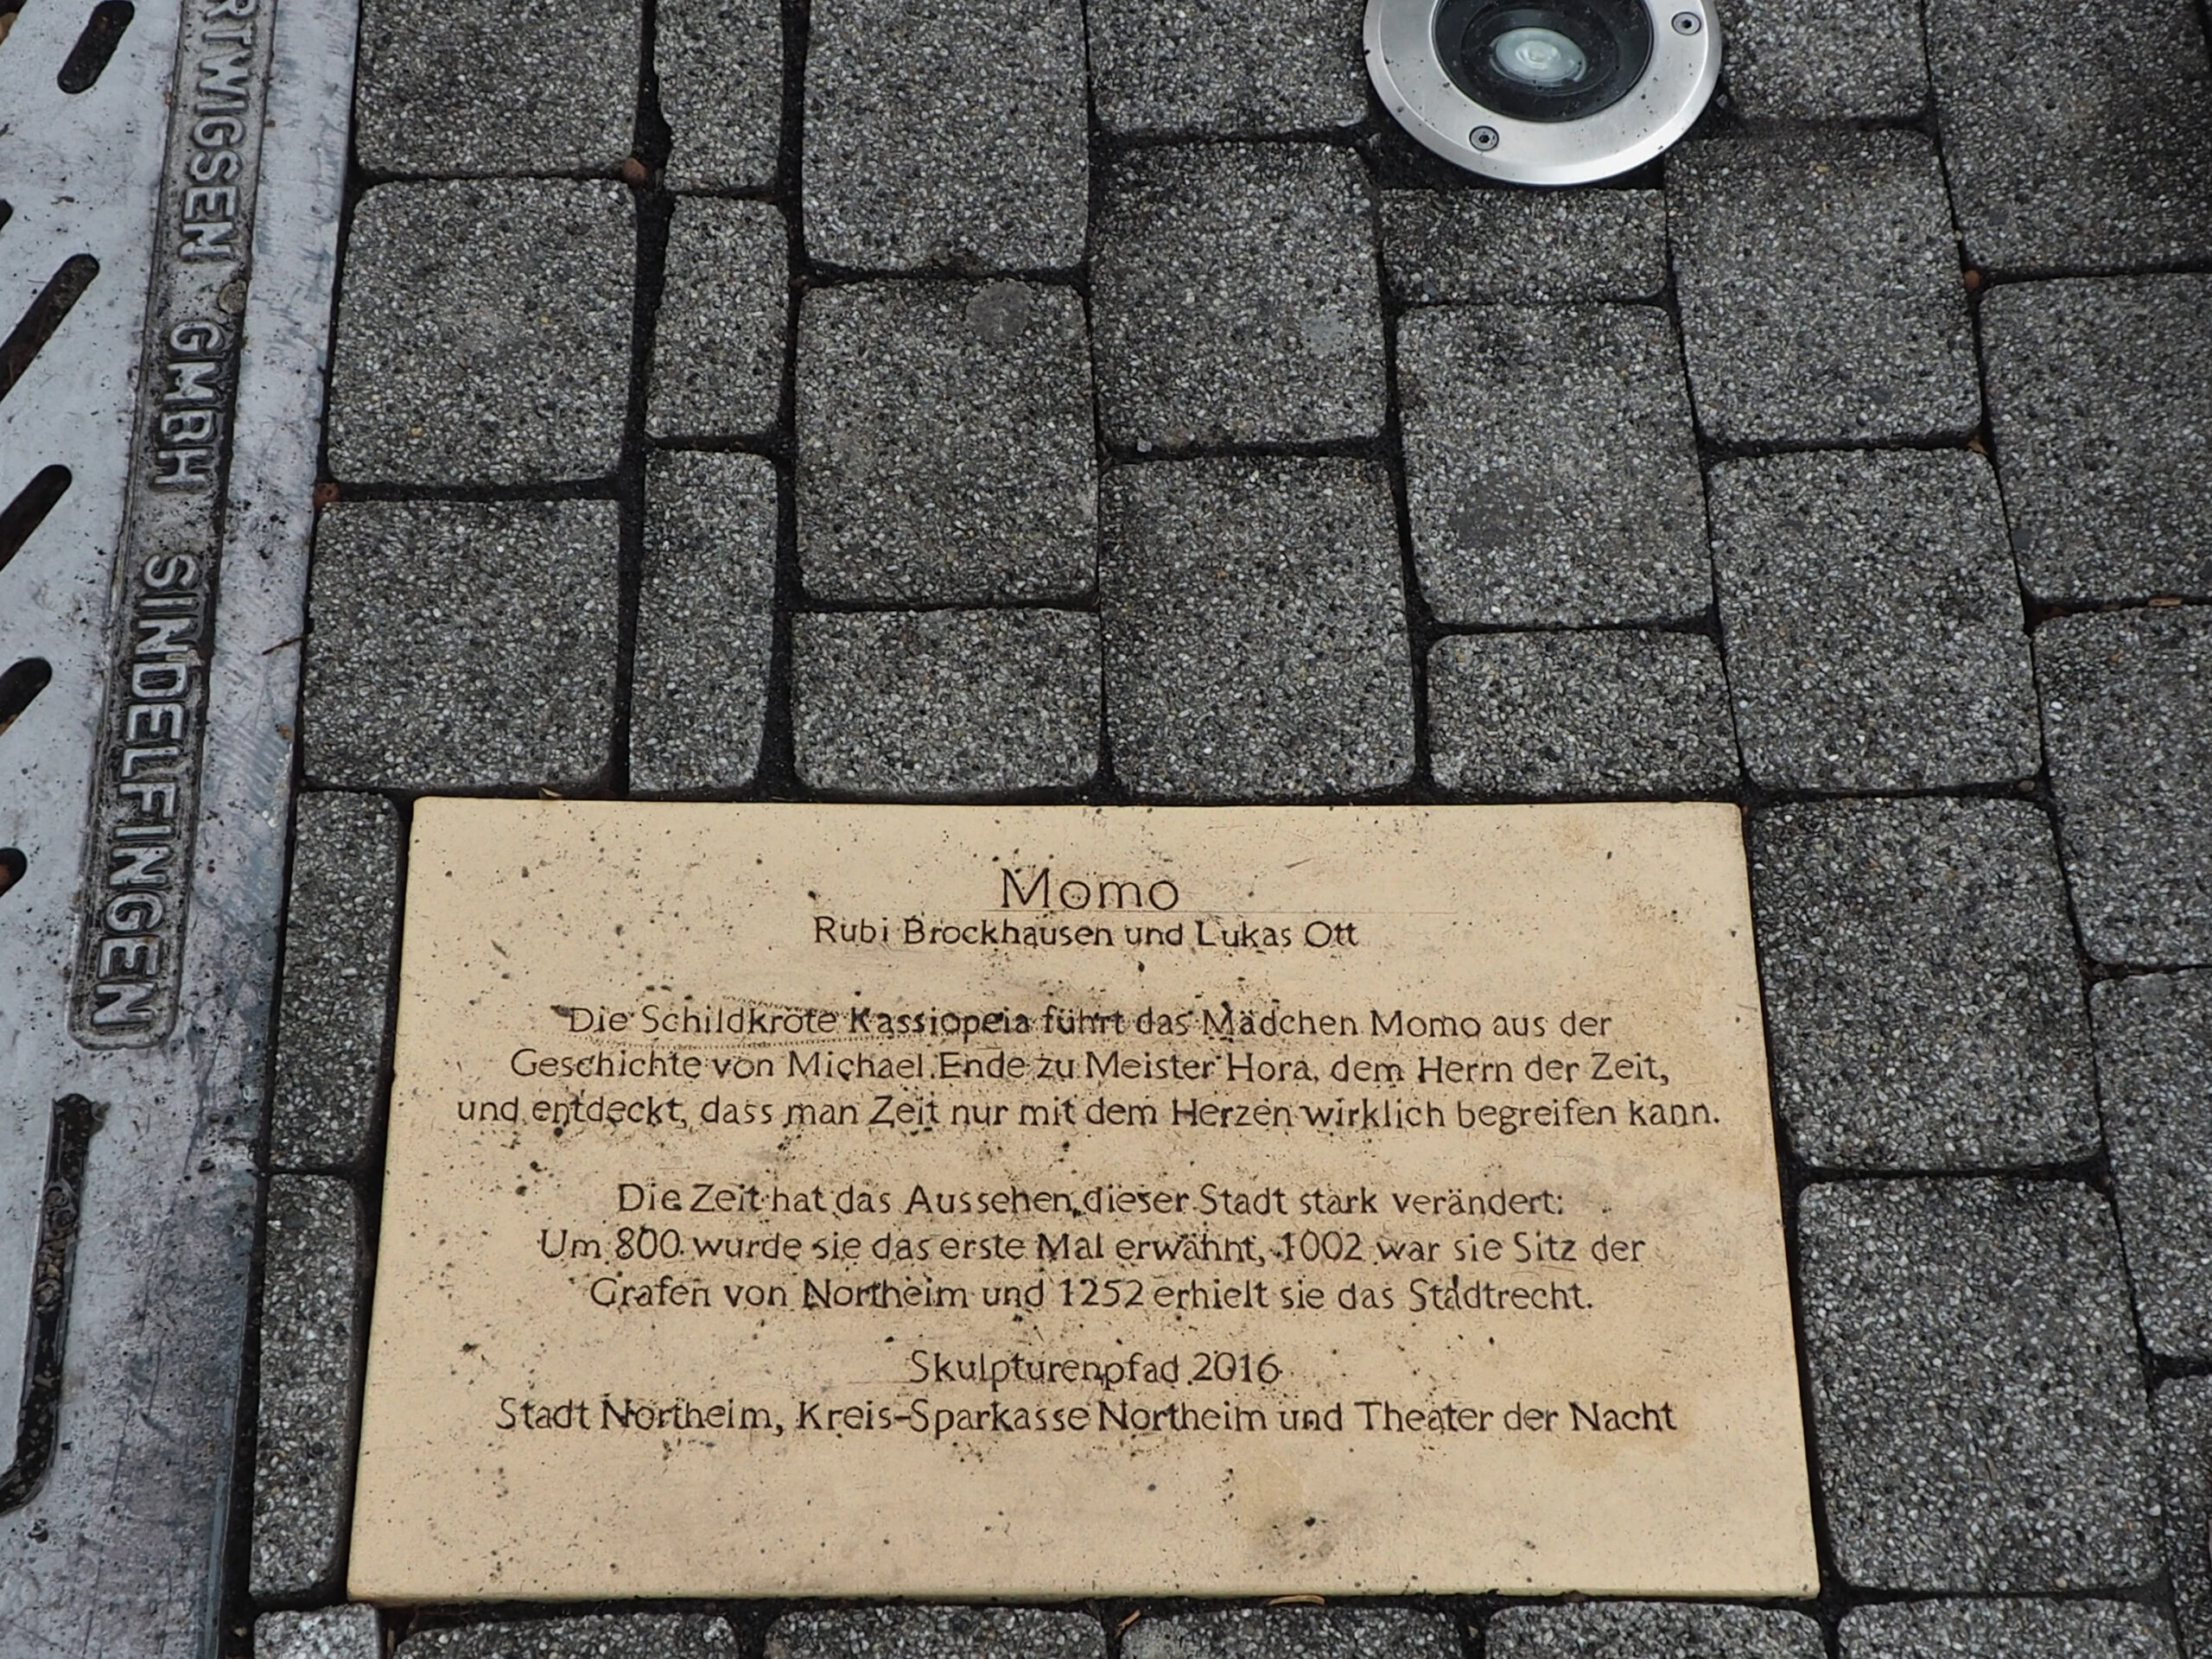 RTWIGSEN GMBH SINDELFINGEN
Momo
Rubi Brockhausen und Lukas Ott
Die Schildkröte Kassiopeia führt das Mädchen Momo aus der
Geschichte von Michael Ende zu Meister Hora, dem Herrn der Zeit,
und entdeckt, dass man Zeit nur mit dem Herzen wirklich begreifen kann.
Die Zeit hat das Aussehen dieser Stadt stark verändert:
Um 800 wurde sie das erste Mal erwähnt, 1002 war sie Sitz der
Grafen von Northeim und 1252 erhielt sie das Stadtrecht.
Skulpturenpfad 2016
Stadt Northeim, Kreis-Sparkasse Northeim und Theater der Nacht